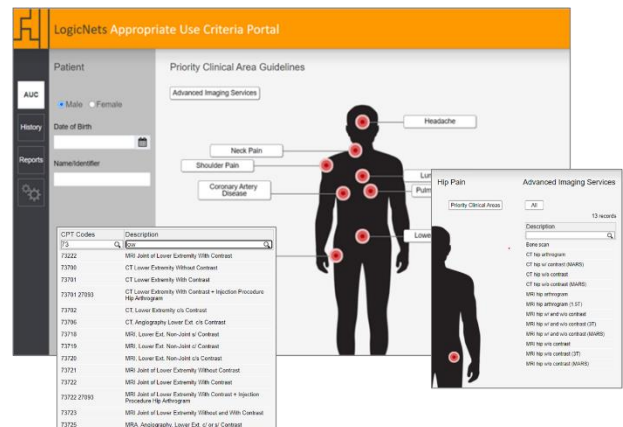 LogicNets Appropriate Use Criteria Portal
Patient
Priority Clinical Area Guidelines
AUC
Advanced Imaging Services
Male Female
History
Date of Birth
Headache
Reports
Neck Pain
Name/Identifier
Shoulder Pain
Coronary Artery
Disease
Lun
Pulm
Lowe
Hip Pain
Advanced Imaging Services
Priority Clinical Areas
All
13 records
Description
Bone scan
CT hip arthrogram
CT hip w/ contrast (MARS)
CT hip w/o contrast
CT hip w/o contrast (MARS)
MRI hip arthrogram
MRI hip arthrogram (1.5T)
MRI hip w/ and w/o contrast
MRI hip w/ and w/o contrast (3T)
MRI hip w/ and w/o contrast (MARS)
MRI hip w/o contrast
MRI hip w/o contrast (3T)
MRI hip w/o contrast (MARS)
CPT Codes Description
73 low
73222 MRI Joint of Lower Extremity With Contrast
73700 CT Lower Extremity Without Contrast
73701 CT Lower Extremity With Contrast
73701 27093 CT Lower Extremity With Contrast + Injection Procedure
Hip Arthrogram
73702 CT, Lower Extremity c/s Contrast
73706 CT, Angiography Lower Ext. c/s Contrast
73718 MRI, Lower Ext. Non-Joint s/ Contrast
73719 MRI, Lower Ext. Non-Joint c/ Contrast
73720 MRI, Lower Ext. Non-Joint c/s Contrast
73721 MRI Joint of Lower Extremity Without Contrast
73722 MRI Joint of Lower Extremity With Contrast
73722 27093 MRI Joint of Lower Extremity With Contrast + Injection
Procedure Hip Arthrogram
73723 MRI Joint of Lower Extremity Without and With Contrast
73725 MRA, Angiography, Lower Ext. c/ or s/ Contrast